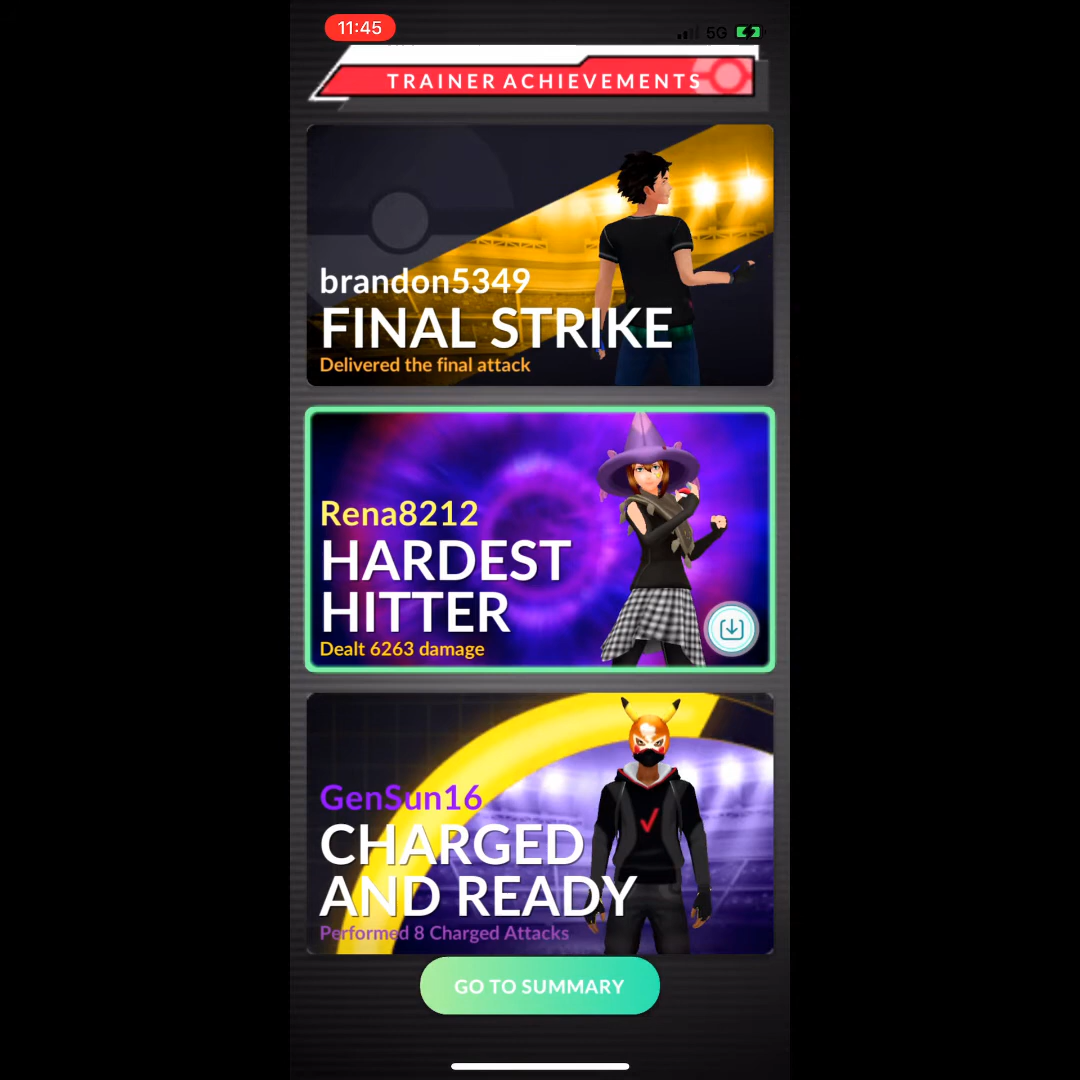 11:45
5G
TRAINER ACHIEVEMENTS
brandon5349
FINAL STRIKE
Delivered the final attack
Rena8212
HARDEST
HITTER
Dealt 6263 damage
GenSun16
CHARGED
AND READY
Performed 8 Charged Attacks
GO TO SUMMARY